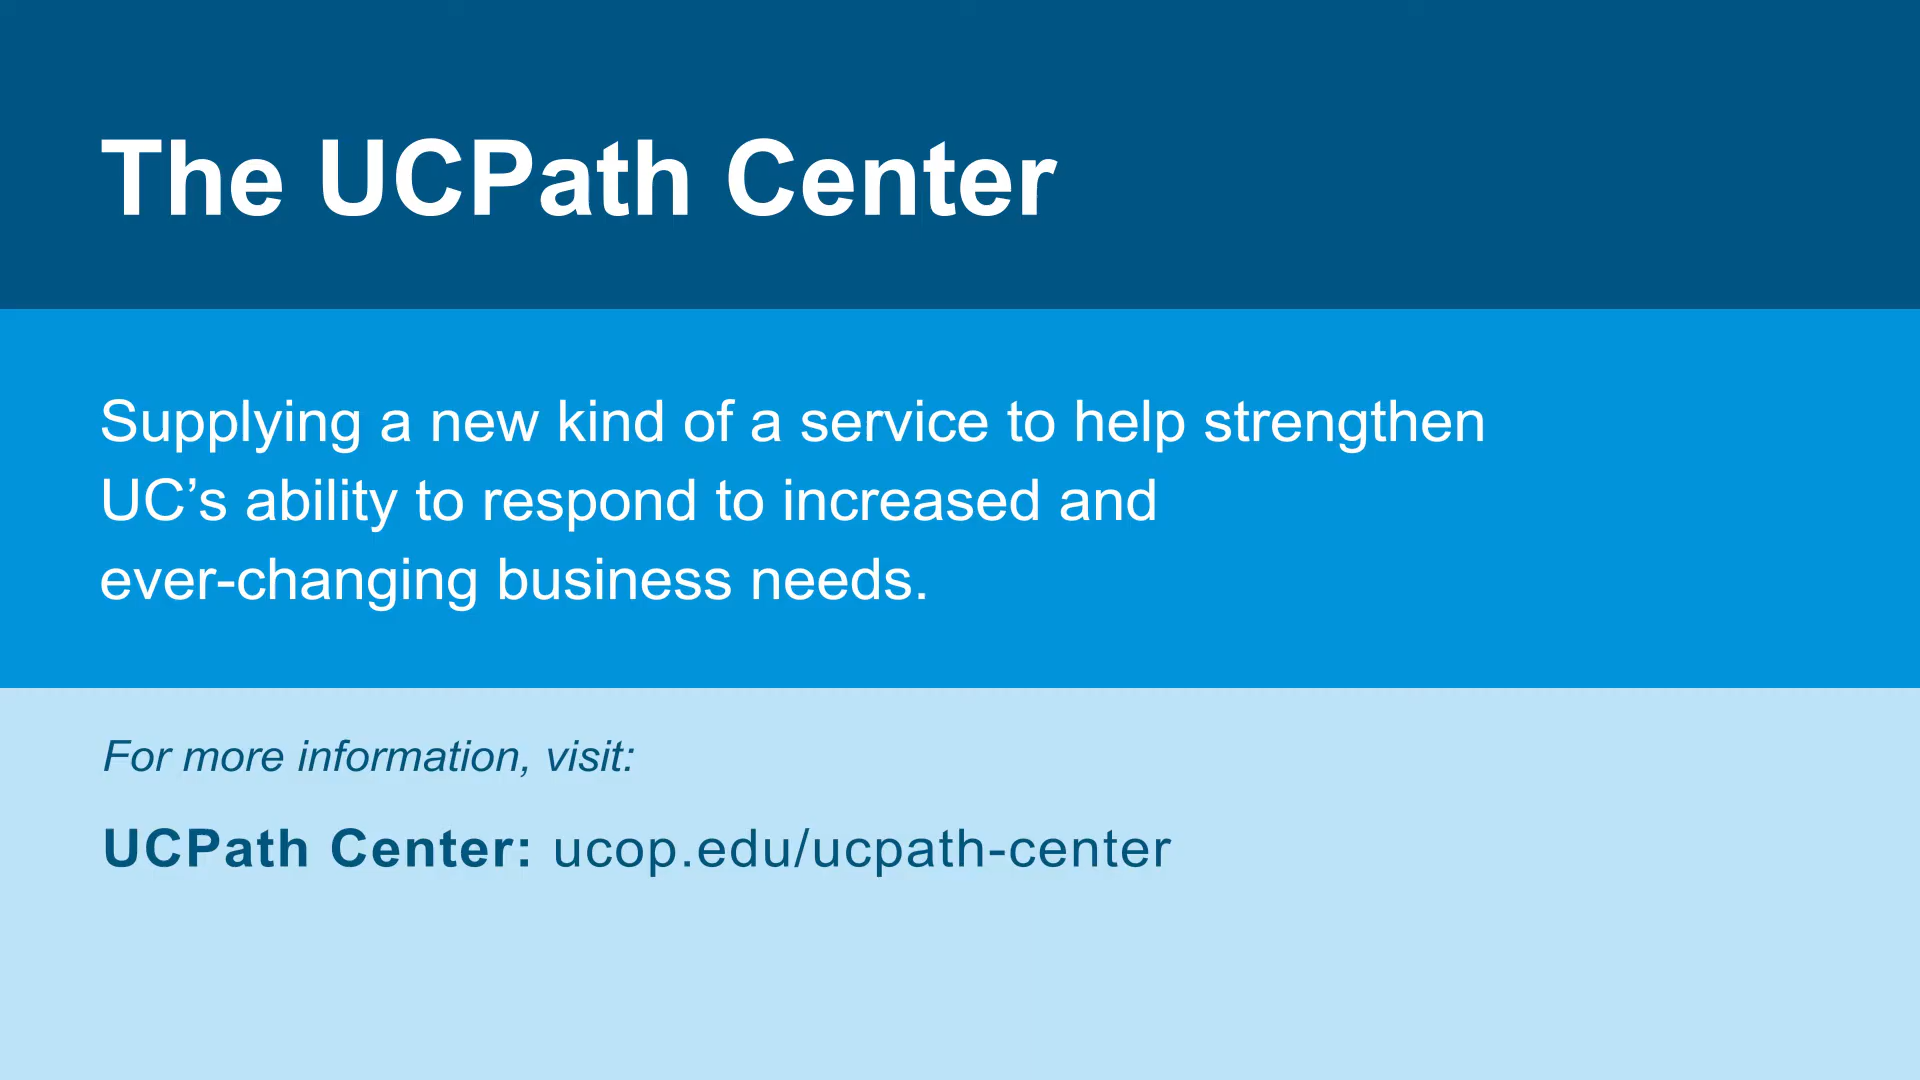 The UCPath Center
Supplying a new kind of a service to help strengthen
UC’s ability to respond to increased and
ever-changing business needs.
For more information, visit:
UCPath Center: ucop.edu/ucpath-center